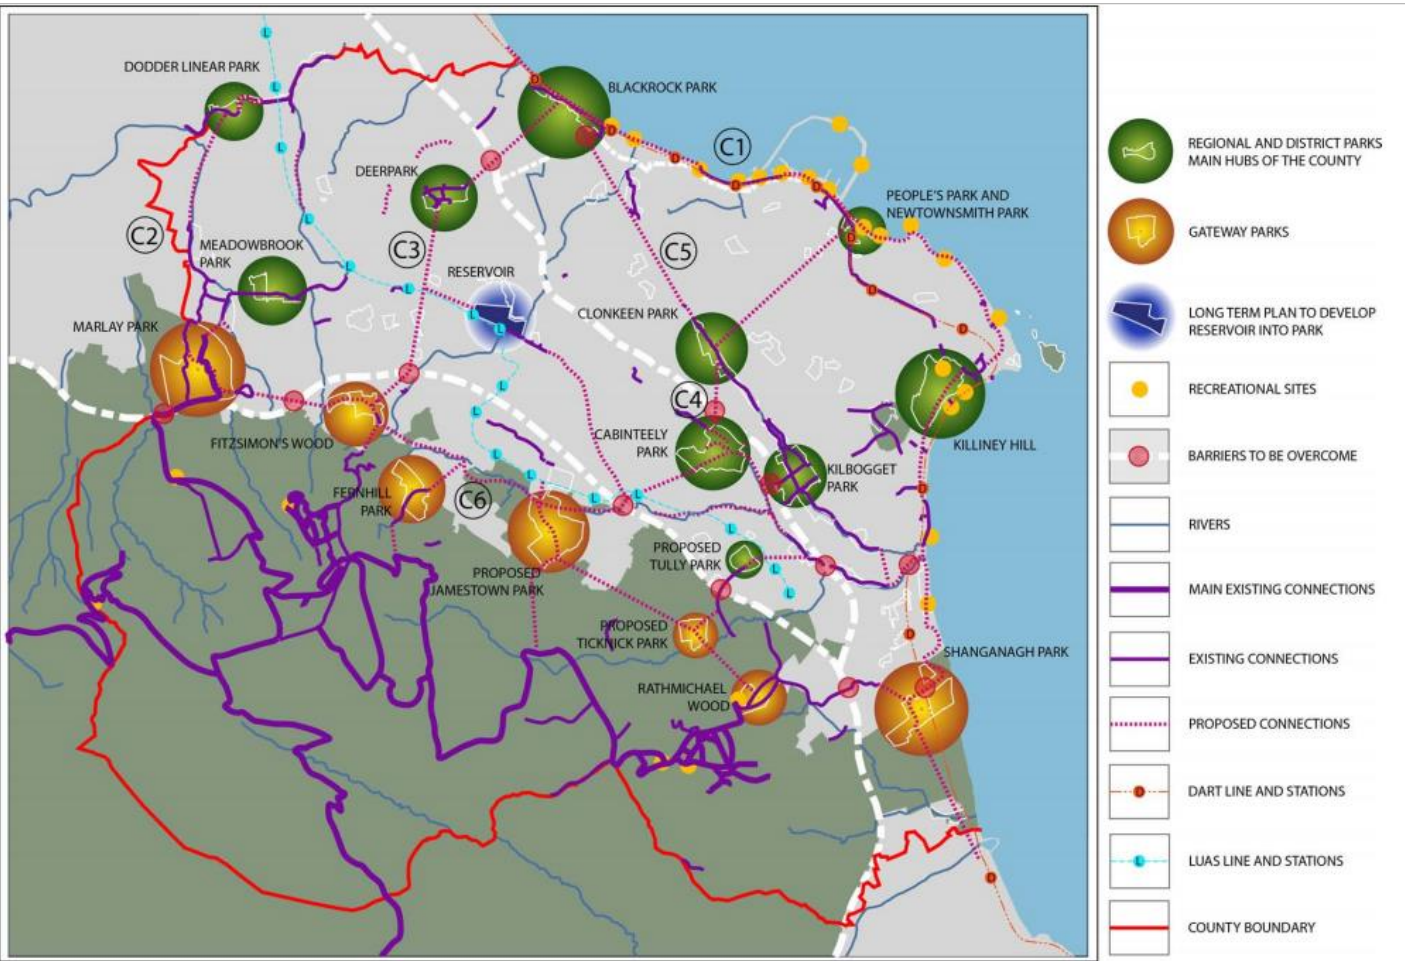 DODDER LINEAR PARK
BLACKROCK PARK
C1
DEERPARK
PEOPLE'S PARK AND
NEWTOWNSMITH PARK
C2
MEADOWBROOK
PARK
C3
C5
RESERVOIR
MARLAY PARK
CLONKEEN PARK
C4
FITZSIMON'S WOOD
CABINTEELY
PARK
KILLINEY HILL
KILBOGGET
PARK
FERNHILL
PARK
C6
PROPOSED
TULLY PARK
PROPOSED
JAMESTOWN PARK
PROPOSED
TICKNICK PARK
SHANGANAGH PARK
RATHMICHAEL
WOOD
REGIONAL AND DISTRICT PARKS
MAIN HUBS OF THE COUNTY
GATEWAY PARKS
LONG TERM PLAN TO DEVELOP
RESERVOIR INTO PARK
RECREATIONAL SITES
BARRIERS TO BE OVERCOME
RIVERS
MAIN EXISTING CONNECTIONS
EXISTING CONNECTIONS
PROPOSED CONNECTIONS
D
DART LINE AND STATIONS
L
LUAS LINE AND STATIONS
COUNTY BOUNDARY